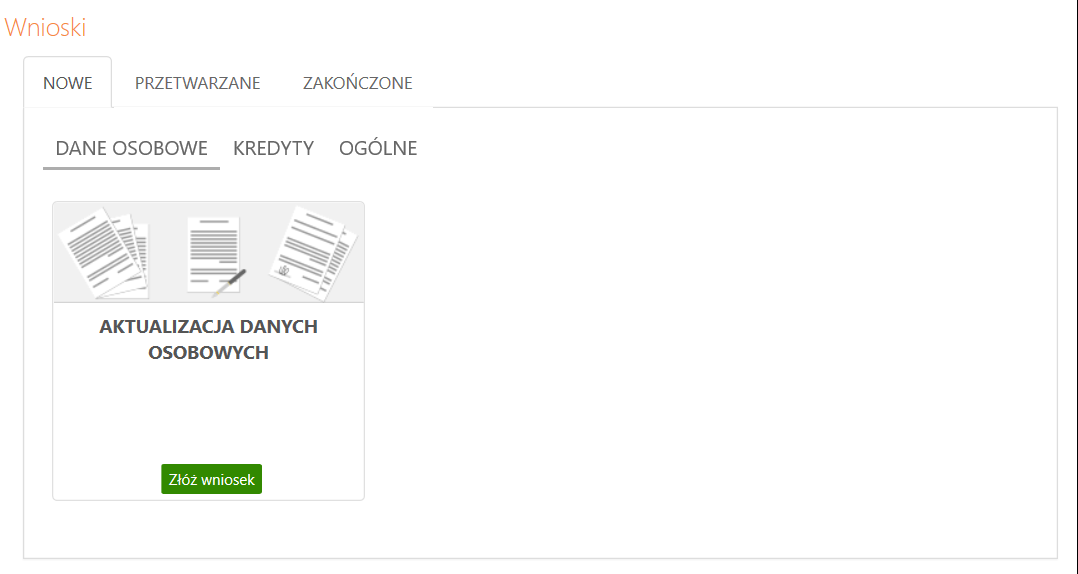 Wnioski
NOWE PRZETWARZANE ZAKOŃCZONE
DANE OSOBOWE KREDYTY OGÓLNE
AKTUALIZACJA DANYCH
OSOBOWYCH
Złóż wniosek